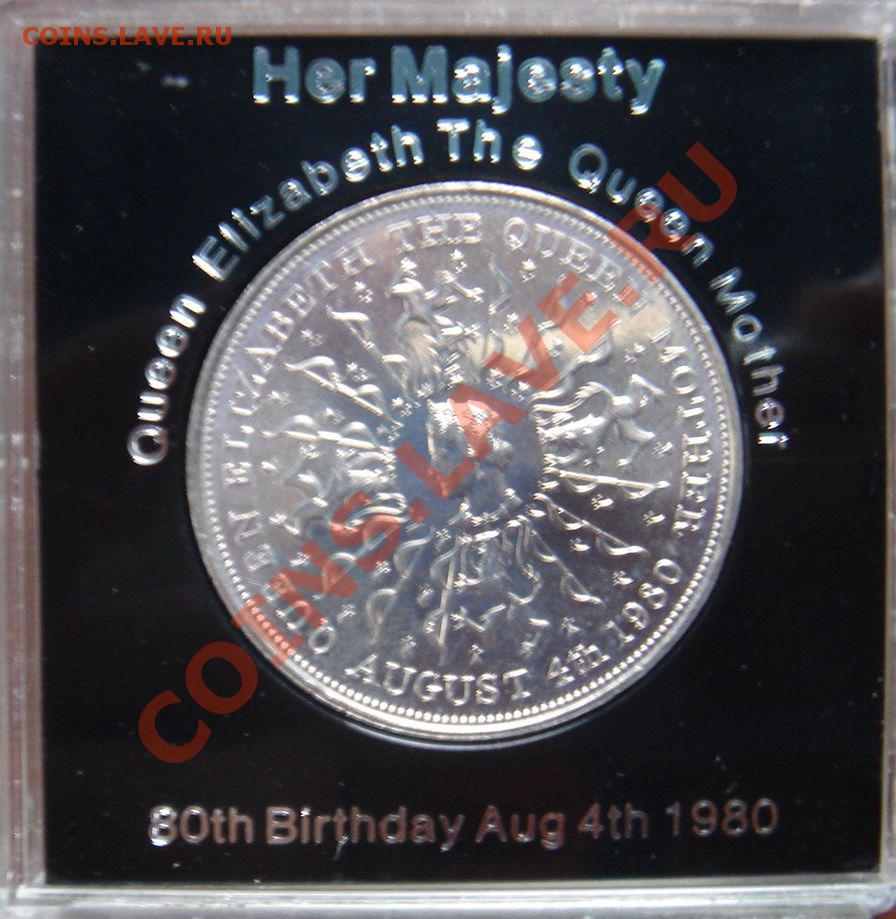 COINS.LAVE.RU
Her Majesty
Queen Elizabeth The Queen Mother
QUEEN ELIZABETH THE QUEEN MOTHER
AUGUST 4th 1980
COINS.LAVE.RU
80th Birthday Aug 4th 1980